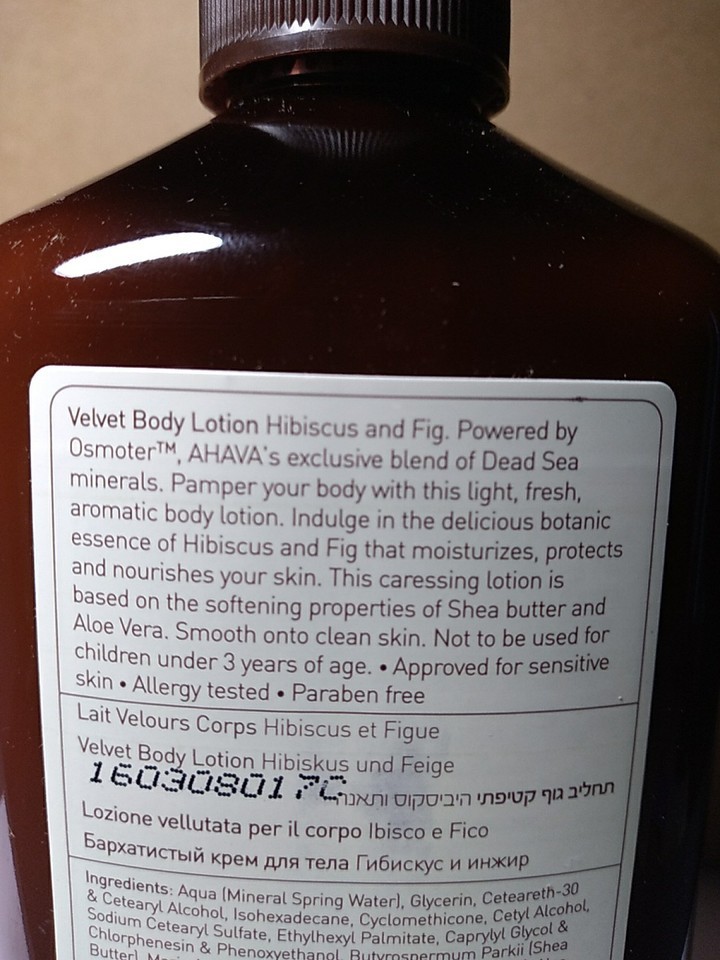 Velvet Body Lotion Hibiscus and Fig. Powered by
Osmoter™, AHAVA's exclusive blend of Dead Sea
minerals. Pamper your body with this light, fresh,
aromatic body lotion. Indulge in the delicious botanic
essence of Hibiscus and Fig that moisturizes, protects
and nourishes your skin. This caressing lotion is
based on the softening properties of Shea butter and
Aloe Vera. Smooth onto clean skin. Not to be used for
children under 3 years of age. • Approved for sensitive
skin • Allergy tested • Paraben free
Lait Velours Corps Hibiscus et Figue
Velvet Body Lotion Hibiskus und Feige
160308017C
תחליב גוף קטיפתי היביסקוס ותאנה
Lozione vellutata per il corpo Ibisco e Fico
Бархатистый крем для тела Гибискус и инжир
Ingredients: Aqua (Mineral Spring Water), Glycerin, Ceteareth-30
& Cetearyl Alcohol, Isohexadecane, Cyclomethicone, Cetyl Alcohol,
Sodium Cetearyl Sulfate, Ethylhexyl Palmitate, Caprylyl Glycol &
Chlorphenesin & Phenoxyethanol, Butyrospermum Parkii (Shea
Butter),